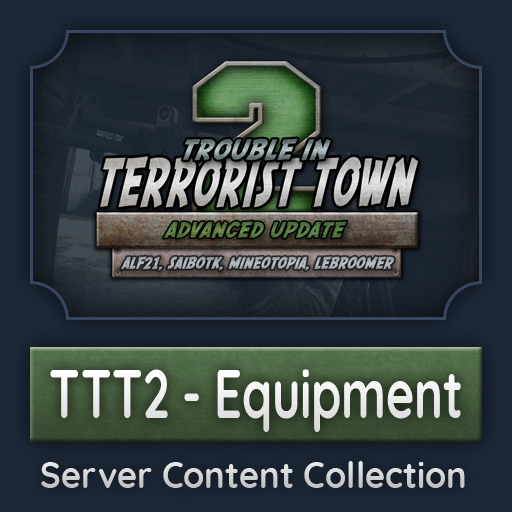 2
TROUBLE IN
TERRORIST TOWN
ADVANCED UPDATE
ALF21, SAIBOTK, MINEOTOPIA, LEBROOMER
TTT2 - Equipment
Server Content Collection